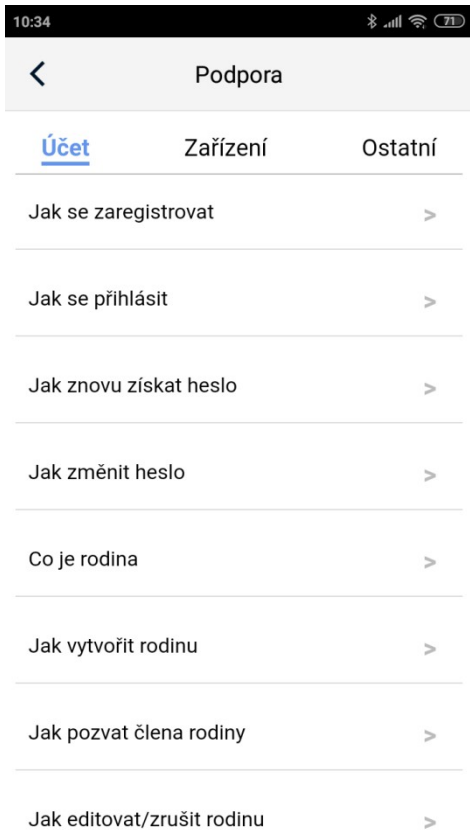 10:34
71
Podpora
Účet Zařízení Ostatní
Jak se zaregistrovat >
Jak se přihlásit >
Jak znovu získat heslo >
Jak změnit heslo >
Co je rodina >
Jak vytvořit rodinu >
Jak pozvat člena rodiny >
Jak editovat/zrušit rodinu >